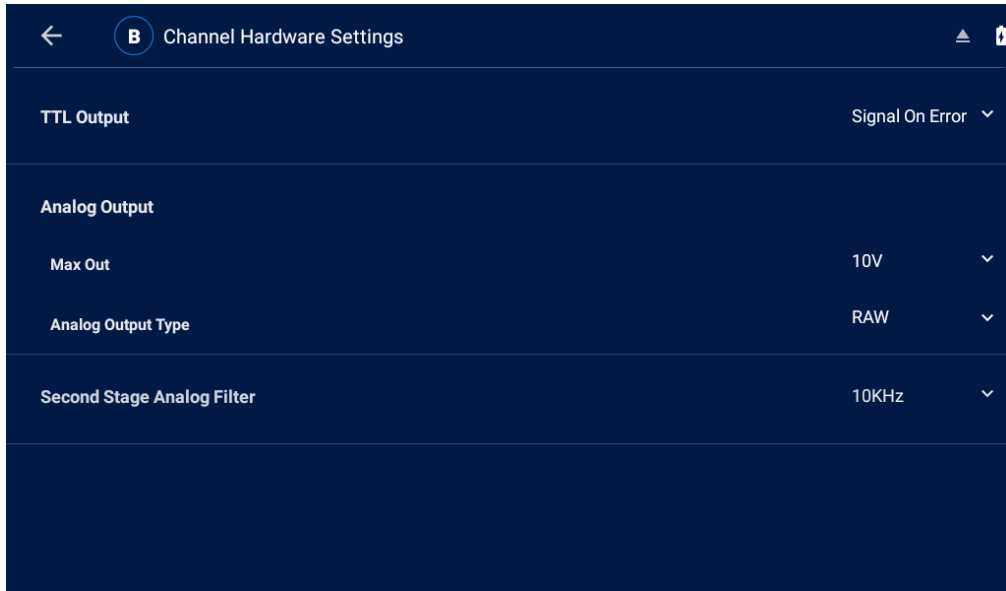 B Channel Hardware Settings
TTL Output Signal On Error
Analog Output
Max Out 10V
Analog Output Type RAW
Second Stage Analog Filter 10KHz